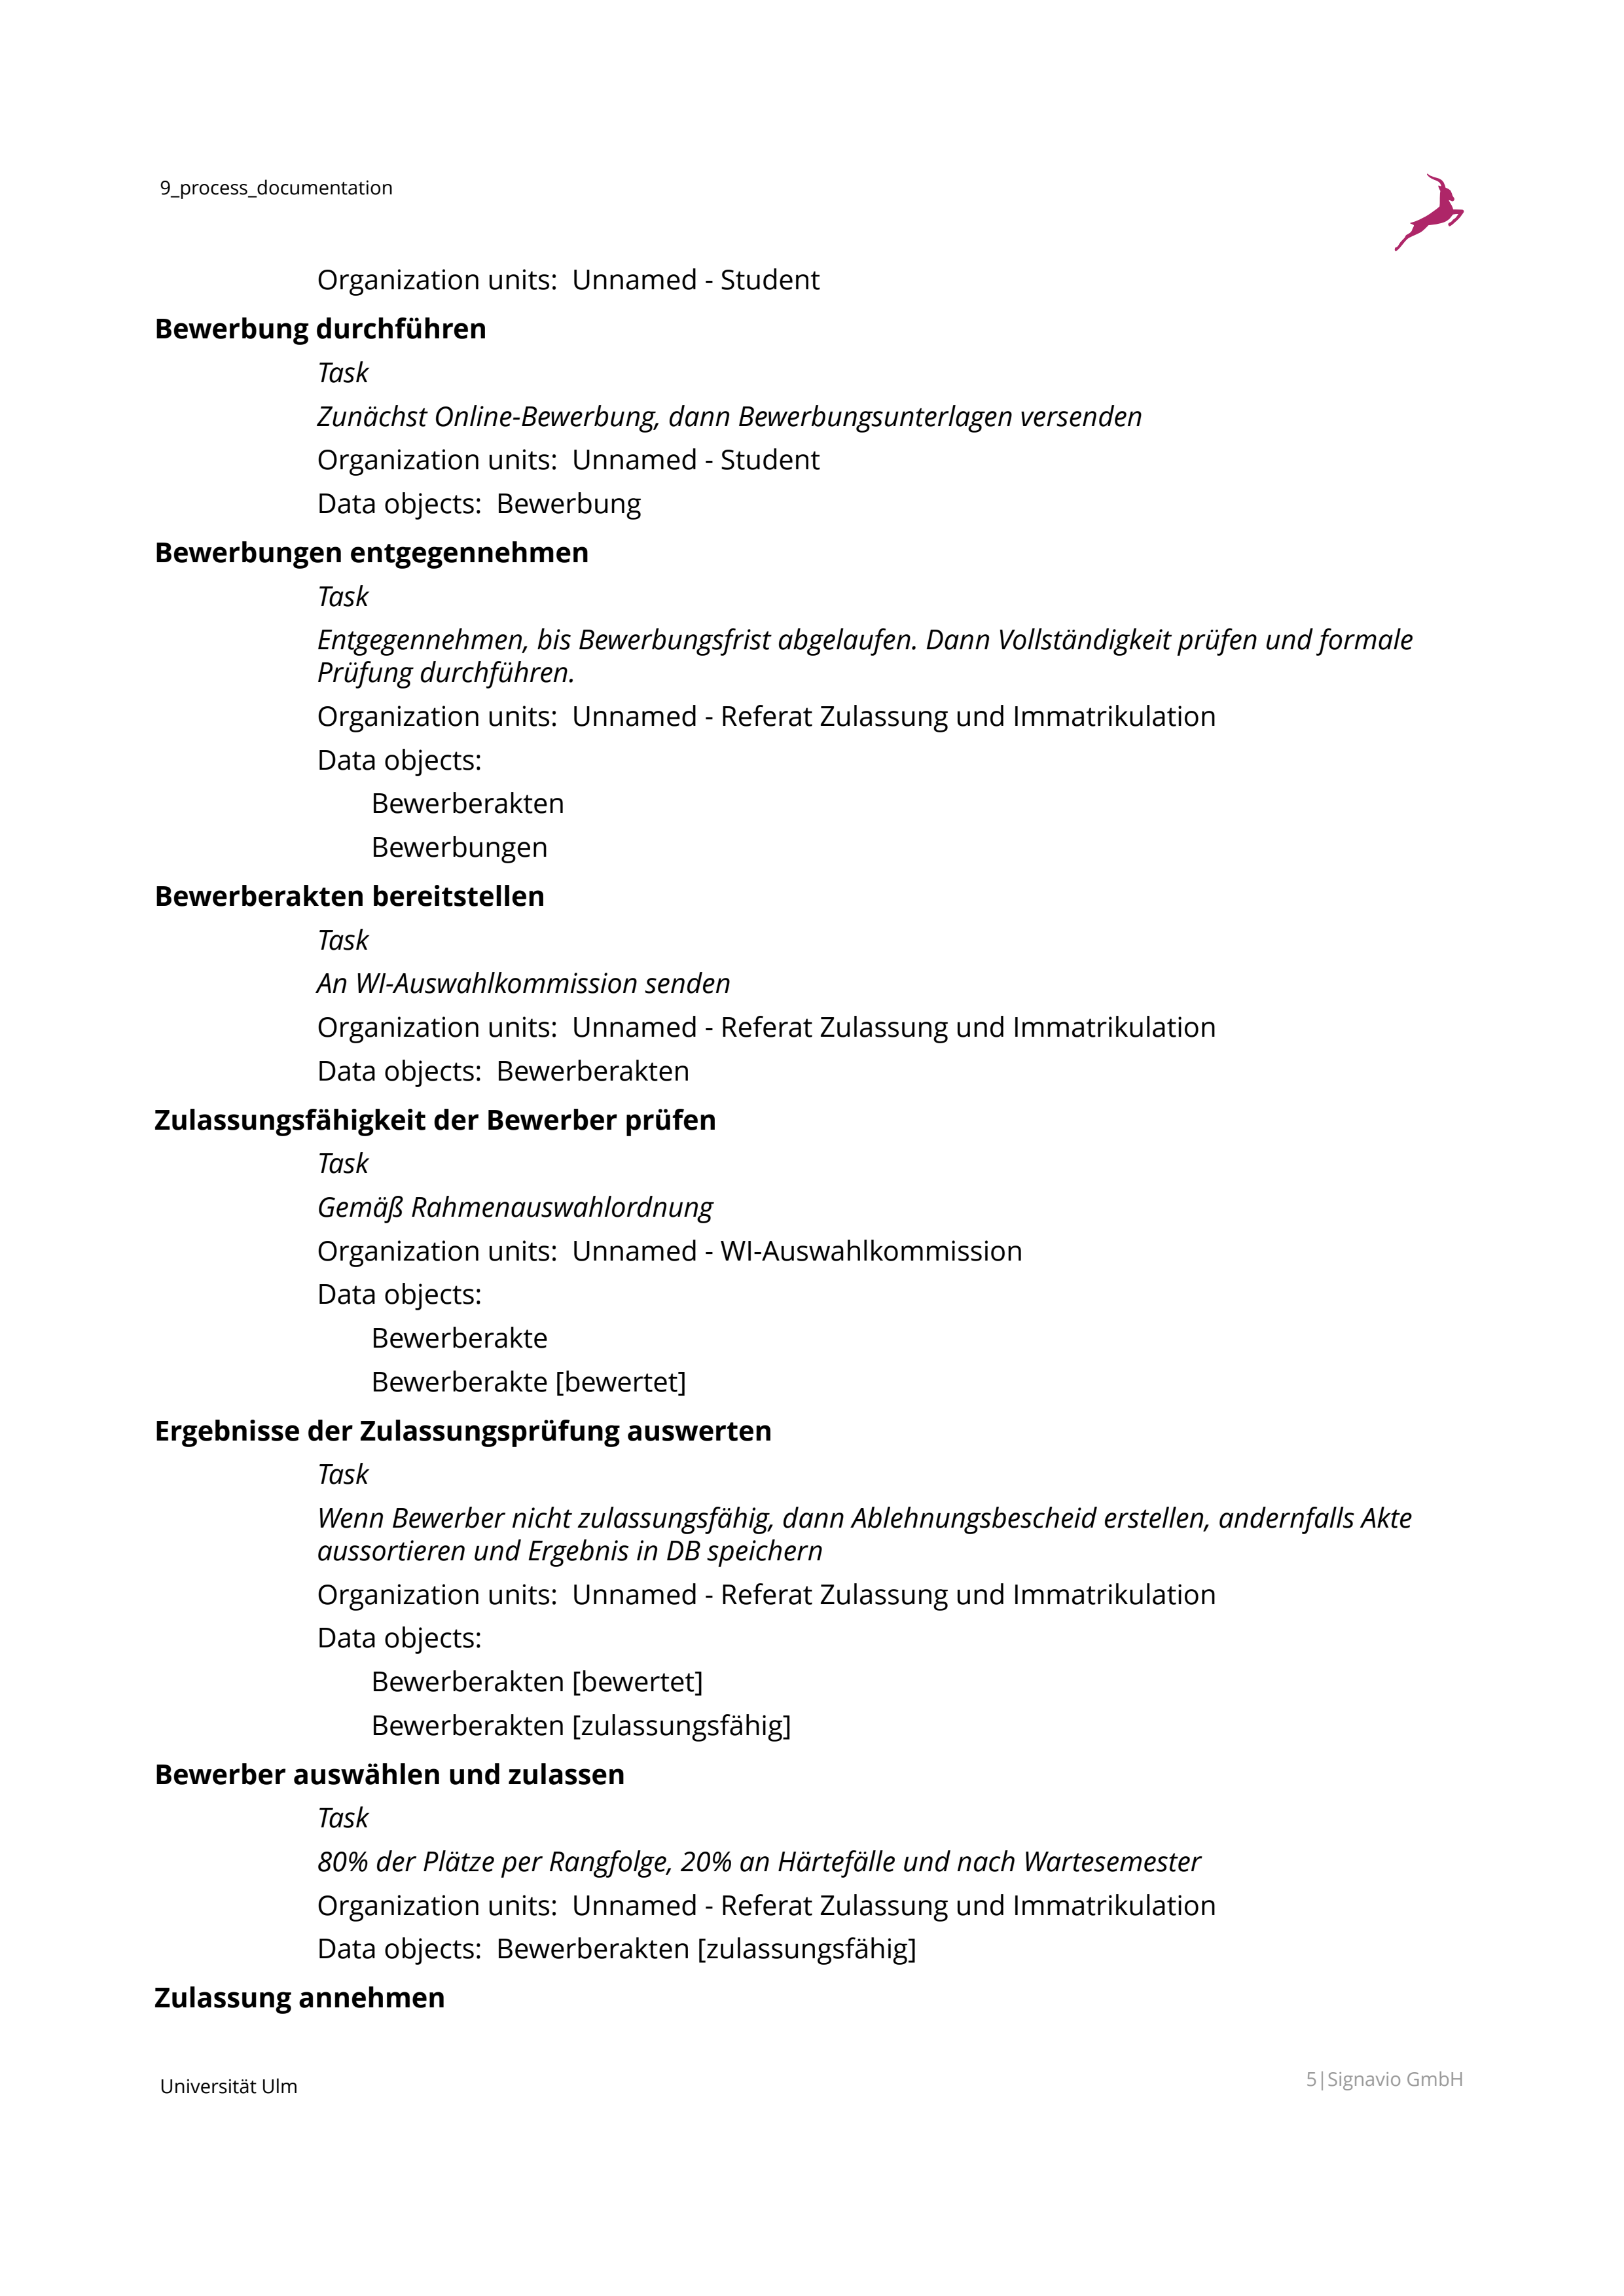 9_process_documentation
Organization units:  Unnamed - Student
Bewerbung durchführen
Task
Zunächst Online-Bewerbung, dann Bewerbungsunterlagen versenden
Organization units:  Unnamed - Student
Data objects:  Bewerbung
Bewerbungen entgegennehmen
Task
Entgegennehmen, bis Bewerbungsfrist abgelaufen. Dann Vollständigkeit prüfen und formale
Prüfung durchführen.
Organization units:  Unnamed - Referat Zulassung und Immatrikulation
Data objects:
Bewerberakten
Bewerbungen
Bewerberakten bereitstellen
Task
An WI-Auswahlkommission senden
Organization units:  Unnamed - Referat Zulassung und Immatrikulation
Data objects:  Bewerberakten
Zulassungsfähigkeit der Bewerber prüfen
Task
Gemäß Rahmenauswahlordnung
Organization units:  Unnamed - WI-Auswahlkommission
Data objects:
Bewerberakte
Bewerberakte [bewertet]
Ergebnisse der Zulassungsprüfung auswerten
Task
Wenn Bewerber nicht zulassungsfähig, dann Ablehnungsbescheid erstellen, andernfalls Akte
aussortieren und Ergebnis in DB speichern
Organization units:  Unnamed - Referat Zulassung und Immatrikulation
Data objects:
Bewerberakten [bewertet]
Bewerberakten [zulassungsfähig]
Bewerber auswählen und zulassen
Task
80% der Plätze per Rangfolge, 20% an Härtefälle und nach Wartesemester
Organization units:  Unnamed - Referat Zulassung und Immatrikulation
Data objects:  Bewerberakten [zulassungsfähig]
Zulassung annehmen
Universität Ulm
5|Signavio GmbH